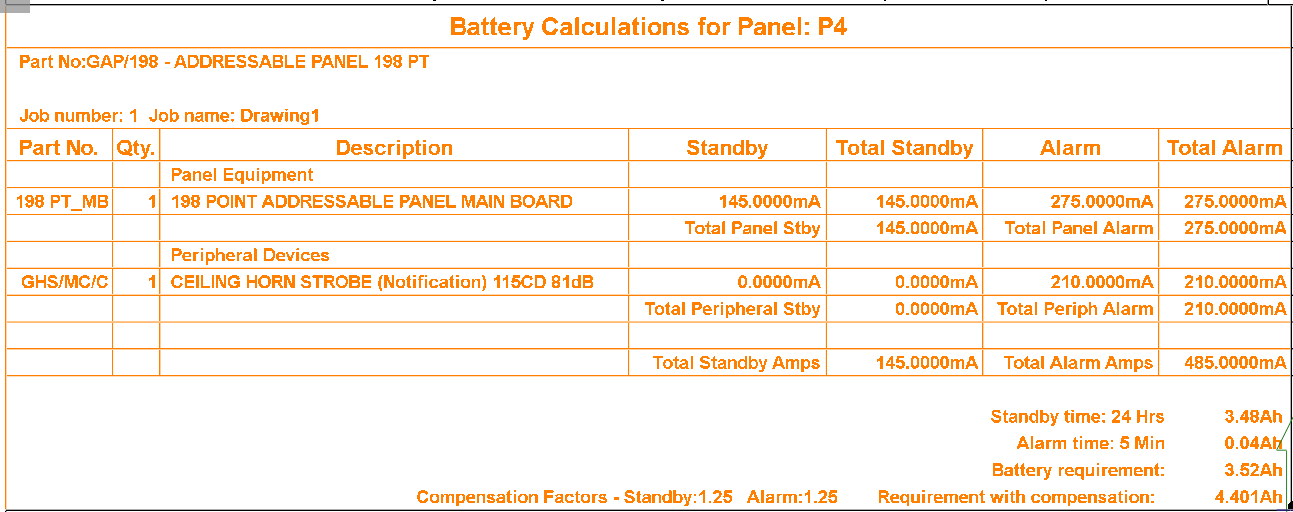 Battery Calculations for Panel: P4
Part No:GAP/198 - ADDRESSABLE PANEL 198 PT
Job number: 1 Job name: Drawing1
Part No. Qty. Description Standby Total Standby Alarm Total Alarm
Panel Equipment
198 PT_MB 1 198 POINT ADDRESSABLE PANEL MAIN BOARD 145.0000mA 145.0000mA 275.0000mA 275.0000mA
Total Panel Stby 145.0000mA Total Panel Alarm 275.0000mA
Peripheral Devices
GHS/MC/C 1 CEILING HORN STROBE (Notification) 115CD 81dB 0.0000mA 0.0000mA 210.0000mA 210.0000mA
Total Peripheral Stby 0.0000mA Total Periph Alarm 210.0000mA
Total Standby Amps 145.0000mA Total Alarm Amps 485.0000mA
Standby time: 24 Hrs 3.48Ah
Alarm time: 5 Min 0.04Ah
Battery requirement: 3.52Ah
Compensation Factors - Standby:1.25 Alarm:1.25 Requirement with compensation: 4.401Ah